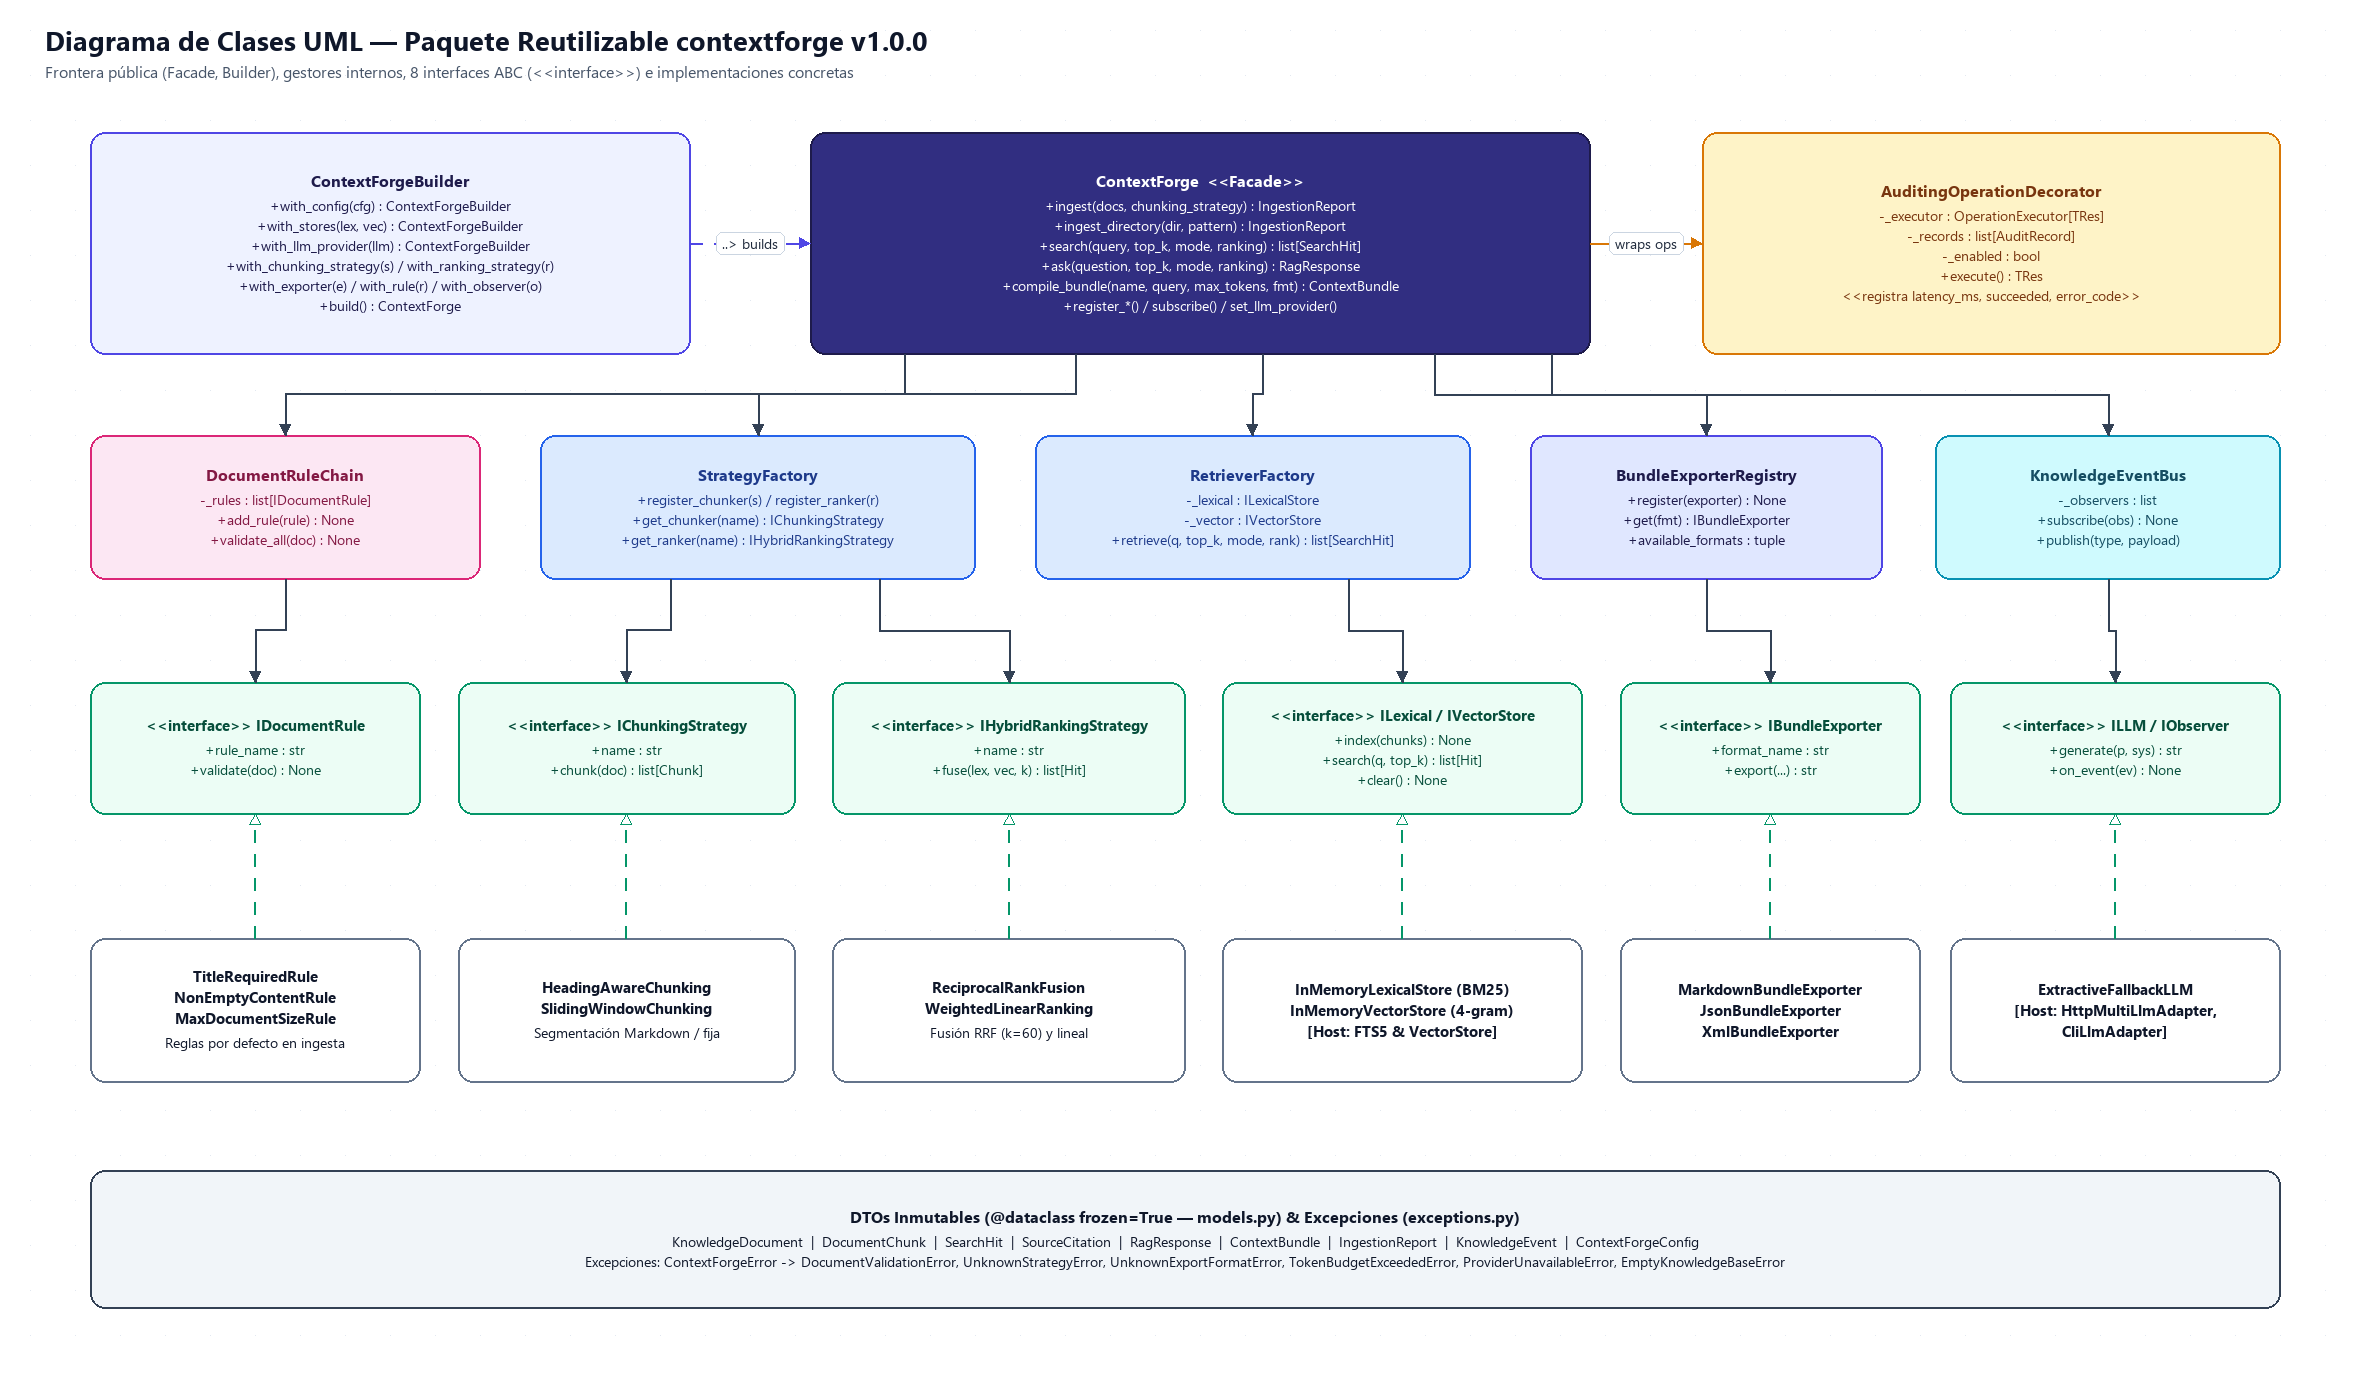 Diagrama de Clases UML — Paquete Reutilizable contextforge v1.0.0
Frontera pública (Facade, Builder), gestores internos, 8 interfaces ABC (<<interface>>) e implementaciones concretas
ContextForgeBuilder
+with_config(cfg) : ContextForgeBuilder
+with_stores(lex, vec) : ContextForgeBuilder
+with_llm_provider(llm) : ContextForgeBuilder
+with_chunking_strategy(s) / with_ranking_strategy(r)
+with_exporter(e) / with_rule(r) / with_observer(o)
+build() : ContextForge
..> builds
ContextForge <<Facade>>
+ingest(docs, chunking_strategy) : IngestionReport
+ingest_directory(dir, pattern) : IngestionReport
+search(query, top_k, mode, ranking) : list[SearchHit]
+ask(question, top_k, mode, ranking) : RagResponse
+compile_bundle(name, query, max_tokens, fmt) : ContextBundle
+register_*() / subscribe() / set_llm_provider()
wraps ops
AuditingOperationDecorator
-_executor : OperationExecutor[TRes]
-_records : list[AuditRecord]
-_enabled : bool
+execute() : TRes
<<registra latency_ms, succeeded, error_code>>
DocumentRuleChain
-_rules : list[IDocumentRule]
+add_rule(rule) : None
+validate_all(doc) : None
StrategyFactory
+register_chunker(s) / register_ranker(r)
+get_chunker(name) : IChunkingStrategy
+get_ranker(name) : IHybridRankingStrategy
RetrieverFactory
-_lexical : ILexicalStore
-_vector : IVectorStore
+retrieve(q, top_k, mode, rank) : list[SearchHit]
BundleExporterRegistry
+register(exporter) : None
+get(fmt) : IBundleExporter
+available_formats : tuple
KnowledgeEventBus
-_observers : list
+subscribe(obs) : None
+publish(type, payload)
<<interface>> IDocumentRule
+rule_name : str
+validate(doc) : None
<<interface>> IChunkingStrategy
+name : str
+chunk(doc) : list[Chunk]
<<interface>> IHybridRankingStrategy
+name : str
+fuse(lex, vec, k) : list[Hit]
<<interface>> ILexical / IVectorStore
+index(chunks) : None
+search(q, top_k) : list[Hit]
+clear() : None
<<interface>> IBundleExporter
+format_name : str
+export(...) : str
<<interface>> ILLM / IObserver
+generate(p, sys) : str
+on_event(ev) : None
TitleRequiredRule
NonEmptyContentRule
MaxDocumentSizeRule
Reglas por defecto en ingesta
HeadingAwareChunking
SlidingWindowChunking
Segmentación Markdown / fija
ReciprocalRankFusion
WeightedLinearRanking
Fusión RRF (k=60) y lineal
InMemoryLexicalStore (BM25)
InMemoryVectorStore (4-gram)
[Host: FTS5 & VectorStore]
MarkdownBundleExporter
JsonBundleExporter
XmlBundleExporter
ExtractiveFallbackLLM
[Host: HttpMultiLlmAdapter,
CliLlmAdapter]
DTOs Inmutables (@dataclass frozen=True — models.py) & Excepciones (exceptions.py)
KnowledgeDocument | DocumentChunk | SearchHit | SourceCitation | RagResponse | ContextBundle | IngestionReport | KnowledgeEvent | ContextForgeConfig
Excepciones: ContextForgeError -> DocumentValidationError, UnknownStrategyError, UnknownExportFormatError, TokenBudgetExceededError, ProviderUnavailableError, EmptyKnowledgeBaseError